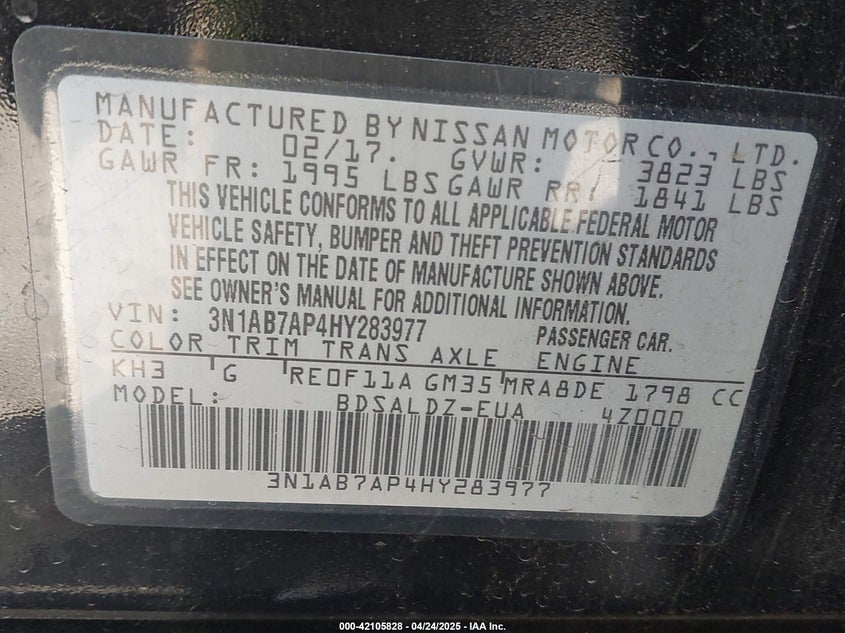 MANUFACTURED BY NISSAN MOTOR CO., LTD.
DATE: 02/17. GVWR: 3823 LBS
GAWR FR: 1995 LBS GAWR RR: 1841 LBS
THIS VEHICLE CONFORMS TO ALL APPLICABLE FEDERAL MOTOR
VEHICLE SAFETY, BUMPER AND THEFT PREVENTION STANDARDS
IN EFFECT ON THE DATE OF MANUFACTURE SHOWN ABOVE.
SEE OWNER'S MANUAL FOR ADDITIONAL INFORMATION.
VIN: 3N1AB7AP4HY283977 PASSENGER CAR.
COLOR TRIM TRANS AXLE ENGINE
KH3 G RE0F11A GM35 MRA8DE 1798 CC
MODEL: BDSALDZ-EUA 4Z000
3N1AB7AP4HY283977
000-42105828 - 04/24/2025 - IAA Inc.